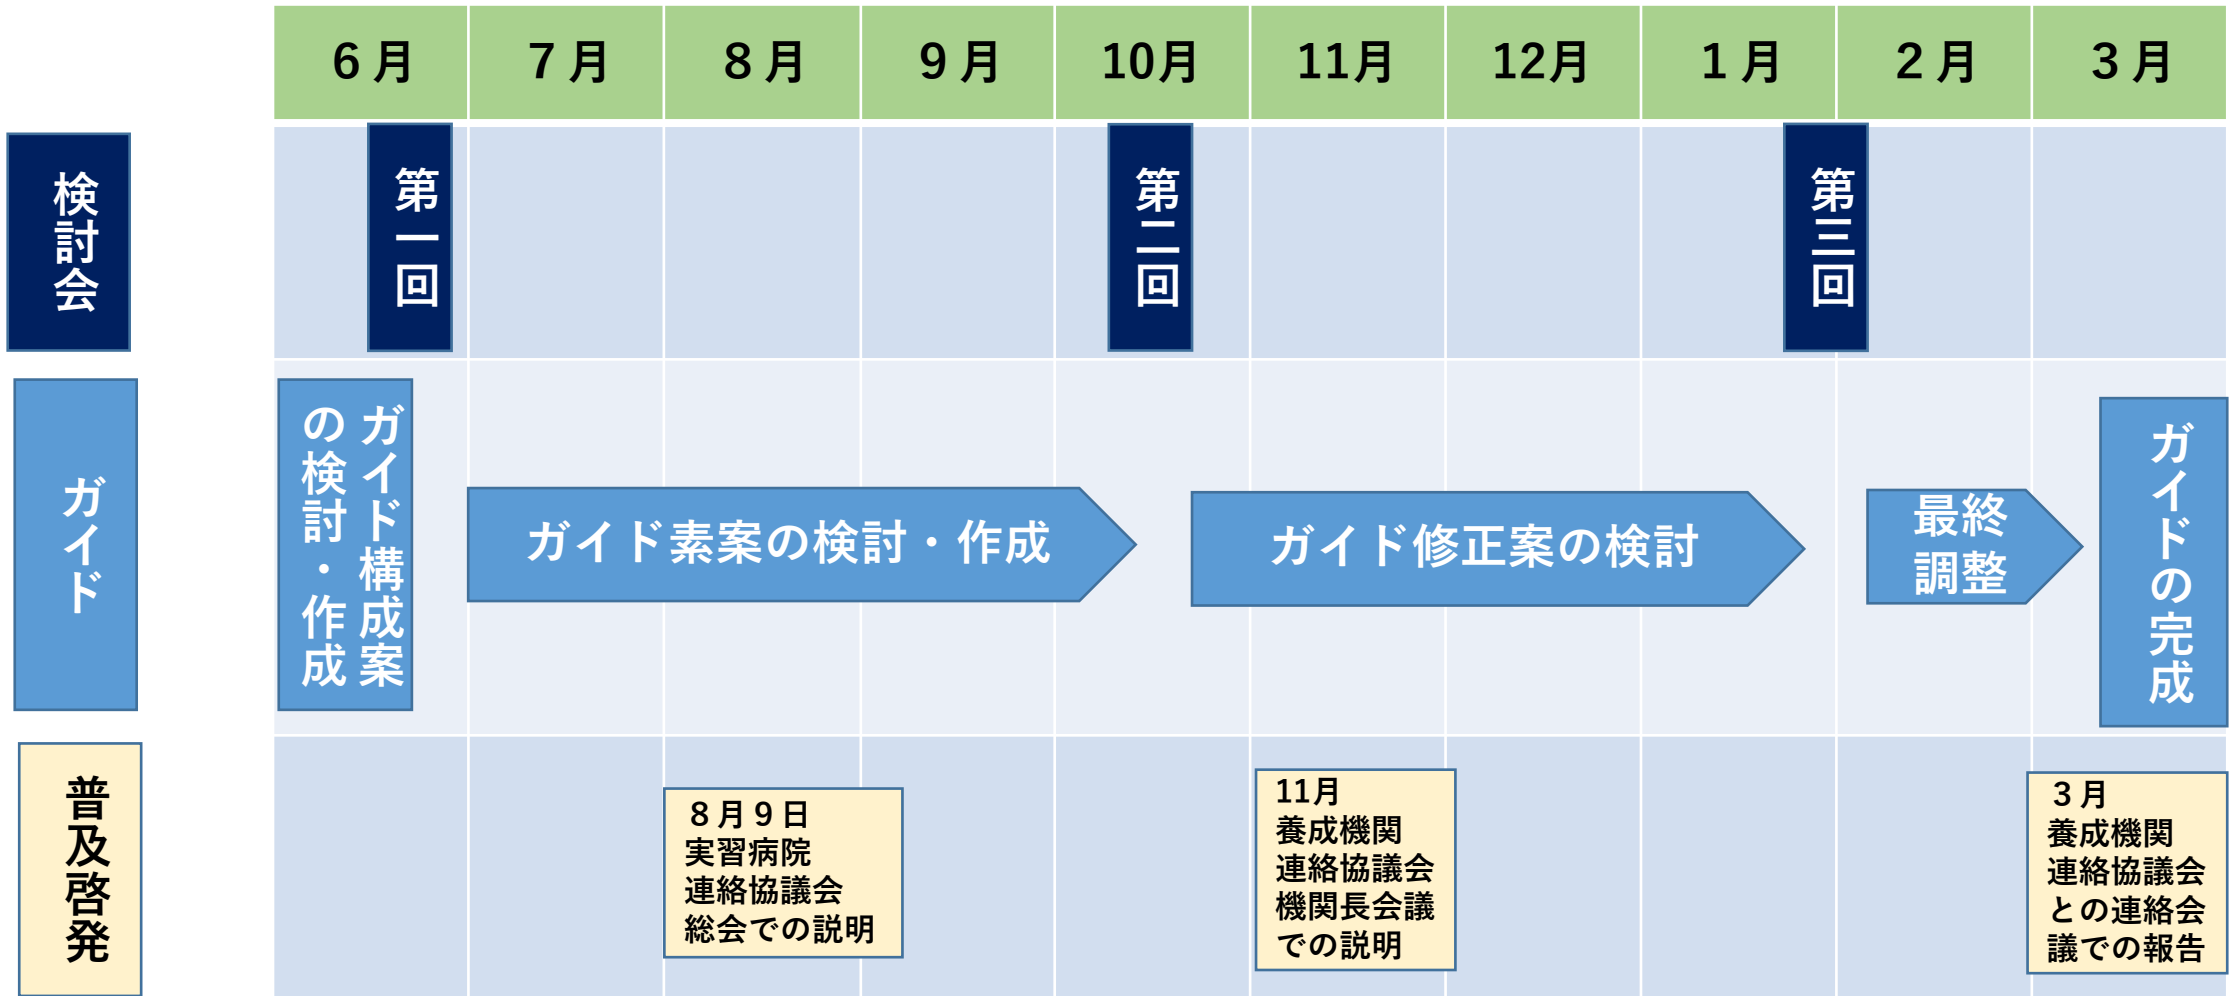 ６月
７月
８月
９月
10月
11月
12月
１月
２月
３月
検討会
第一回
第二回
第三回
ガイド
ガイド構成案
の検討・作成
ガイド素案の検討・作成
ガイド修正案の検討
最終
調整
ガイドの完成
普及啓発
８月９日
実習病院
連絡協議会
総会での説明
11月
養成機関
連絡協議会
機関長会議
での説明
３月
養成機関
連絡協議会
との連絡会
議での報告